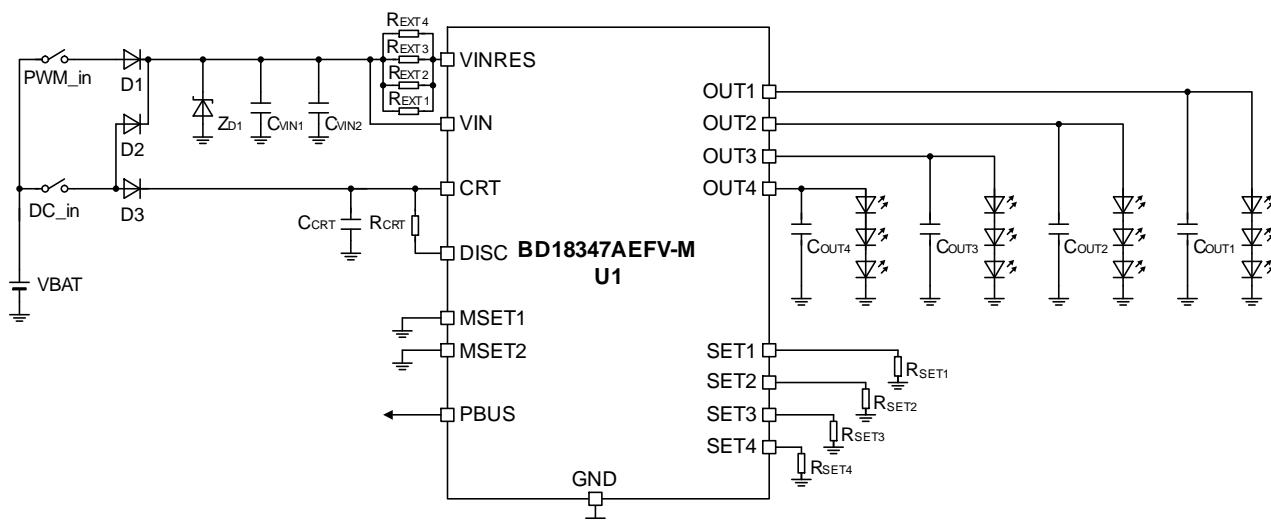 REXT4
REXT3
REXT2
REXT1
PWM_in
D1
D2
DC_in
D3
ZD1
CVIN1
CVIN2
CCRT
RCRT
VBAT
VINRES
VIN
CRT
DISC
MSET1
MSET2
PBUS
GND
BD18347AEFV-M
U1
OUT1
OUT2
OUT3
OUT4
SET1
SET2
SET3
SET4
COUT4
COUT3
COUT2
COUT1
RSET1
RSET2
RSET3
RSET4